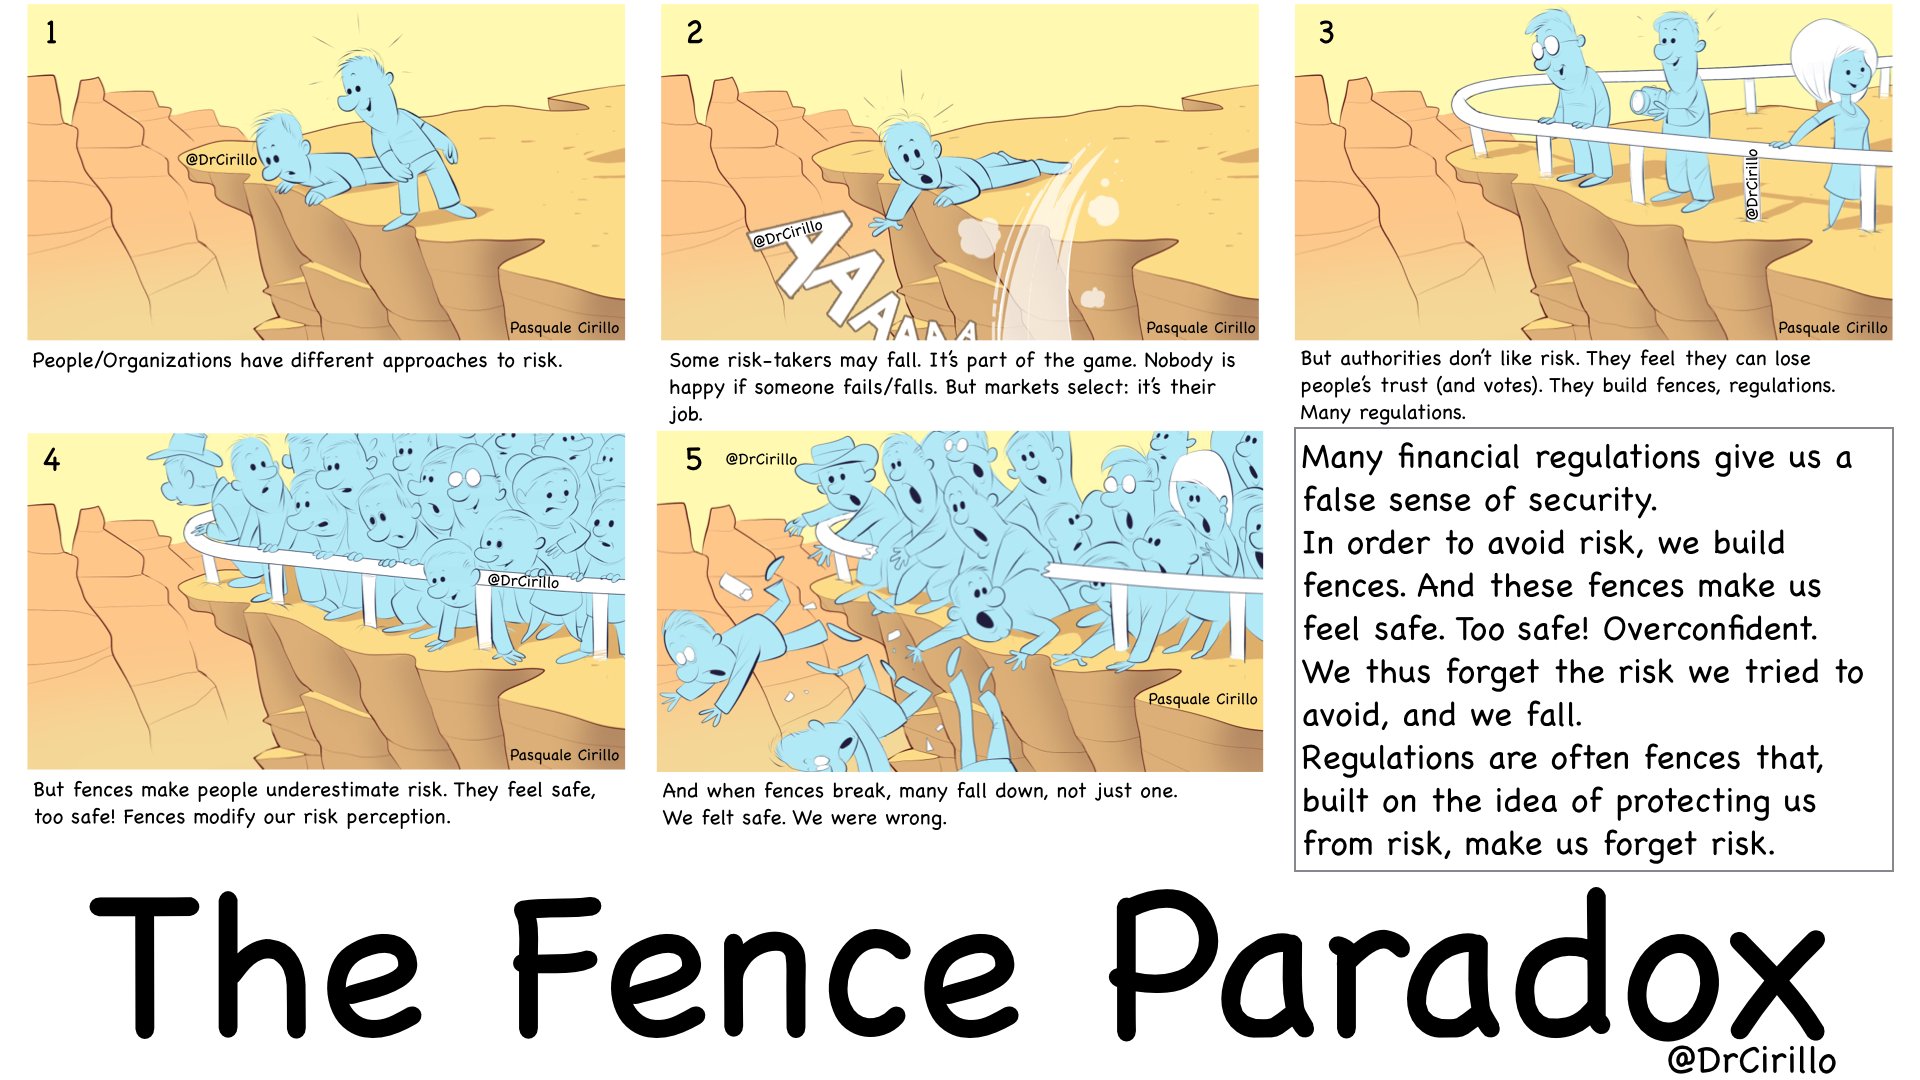 1
@DrCirillo
Pasquale Cirillo
People/Organizations have different approaches to risk.
2
@DrCirillo
AAAAAAA
Pasquale Cirillo
Some risk-takers may fall. It's part of the game. Nobody is
happy if someone fails/falls. But markets select: it's their
job.
3
@DrCirillo
Pasquale Cirillo
But authorities don't like risk. They feel they can lose
people's trust (and votes). They build fences, regulations.
Many regulations.
4
@DrCirillo
Pasquale Cirillo
But fences make people underestimate risk. They feel safe,
too safe! Fences modify our risk perception.
5
@DrCirillo
Pasquale Cirillo
And when fences break, many fall down, not just one.
We felt safe. We were wrong.
Many financial regulations give us a
false sense of security.
In order to avoid risk, we build
fences. And these fences make us
feel safe. Too safe! Overconfident.
We thus forget the risk we tried to
avoid, and we fall.
Regulations are often fences that,
built on the idea of protecting us
from risk, make us forget risk.
The Fence Paradox
@DrCirillo